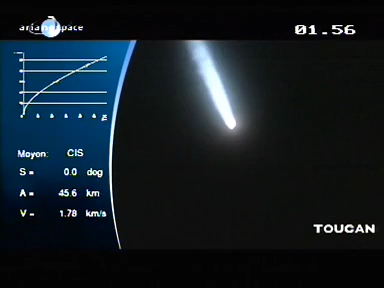 arianespace
01.56
Moyen: CIS
S = 0.0 deg
A = 45.6 km
V = 1.78 km/s
TOUCAN